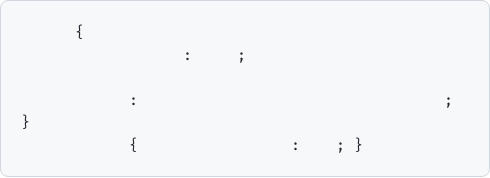 {
: ;
: ;
}
{ : ; }